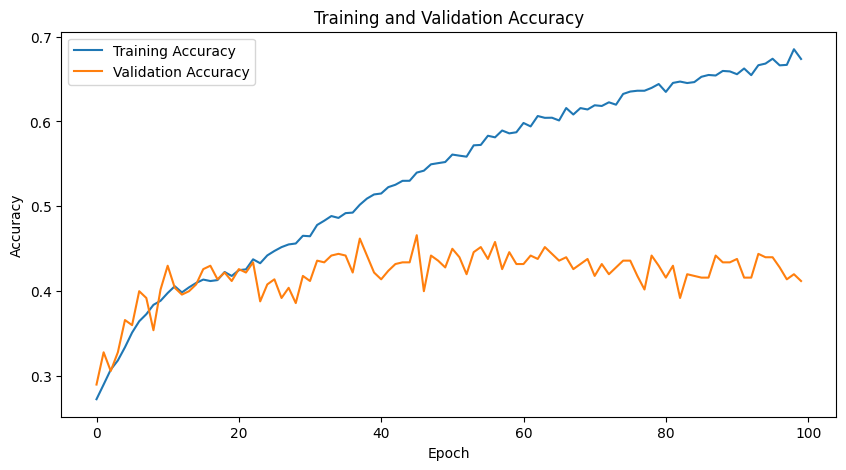 Training and Validation Accuracy
Training Accuracy
Validation Accuracy
Accuracy
0.7
0.6
0.5
0.4
0.3
0 20 40 60 80 100
Epoch